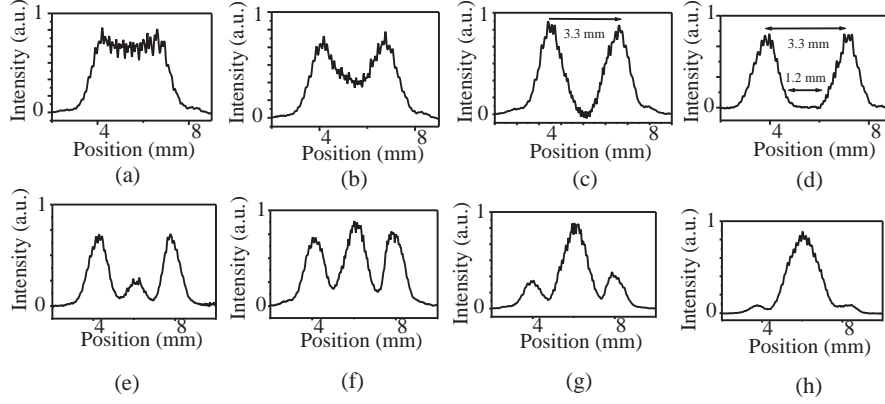 Intensity (a.u.)
1
0
4
8
Position (mm)
(a)
Intensity (a.u.)
1
0
4
8
Position (mm)
(b)
Intensity (a.u.)
1
0
3.3 mm
4
8
Position (mm)
(c)
Intensity (a.u.)
1
0
3.3 mm
1.2 mm
4
8
Position (mm)
(d)
Intensity (a.u.)
1
0
4
8
Position (mm)
(e)
Intensity (a.u.)
1
0
4
8
Position (mm)
(f)
Intensity (a.u.)
1
0
4
8
Position (mm)
(g)
Intensity (a.u.)
1
0
4
8
Position (mm)
(h)